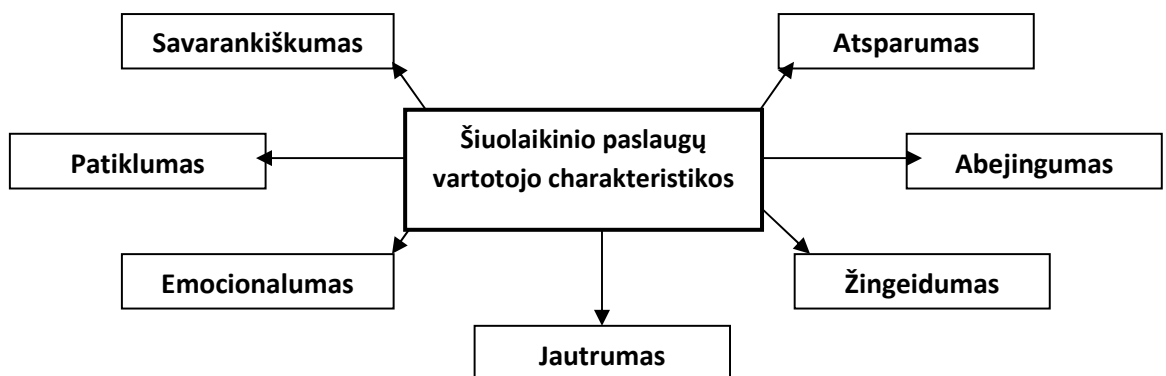 Savarankiškumas
Atsparumas
Šiuolaikinio paslaugų
vartotojo charakteristikos
Patiklumas
Abejingumas
Emocionalumas
Žingeidumas
Jautrumas